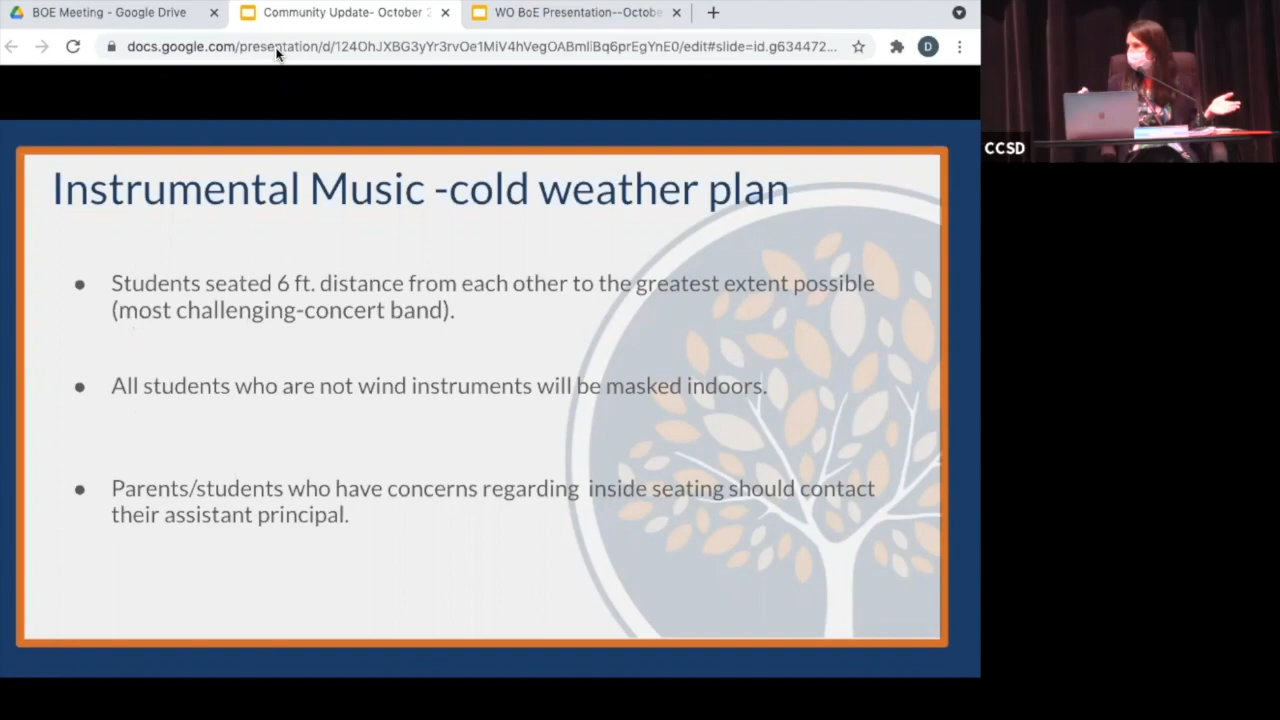 BOE Meeting - Google Drive
Community Update- October 2
WO BoE Presentation--Octobe
docs.google.com/presentation/d/124OhJXBG3yYr3rvOe1MiV4hVegOABmliBq6prEgYnE0/edit#slide=id.g634472...
D
CCSD
Instrumental Music -cold weather plan
● Students seated 6 ft. distance from each other to the greatest extent possible
(most challenging-concert band).
● All students who are not wind instruments will be masked indoors.
● Parents/students who have concerns regarding inside seating should contact
their assistant principal.